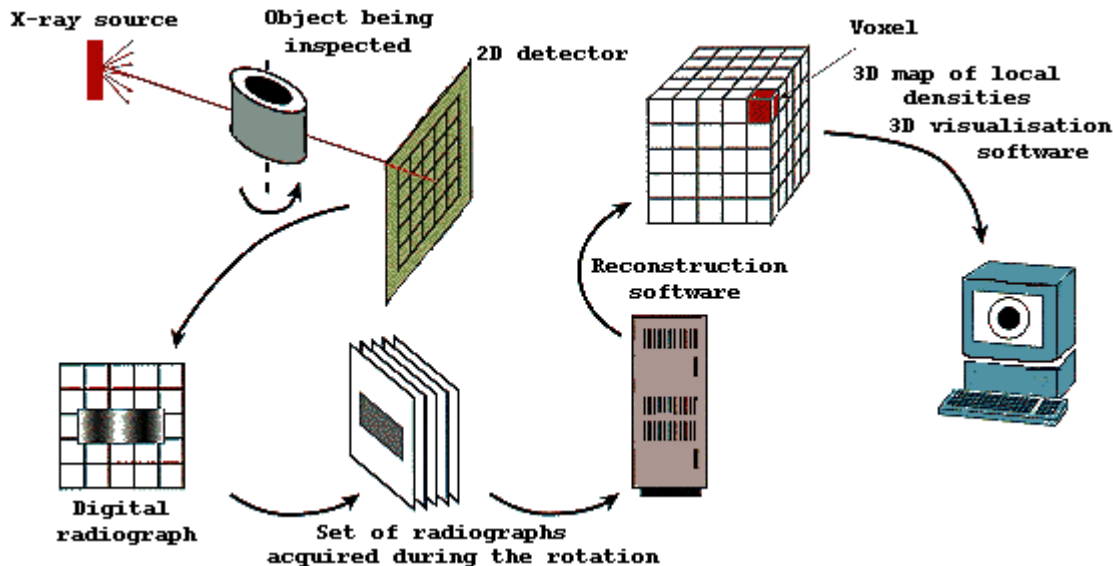 X-ray source
Object being
inspected
2D detector
Voxel
3D map of local
densities
3D visualisation
software
Reconstruction
software
Digital
radiograph
Set of radiographs
acquired during the rotation